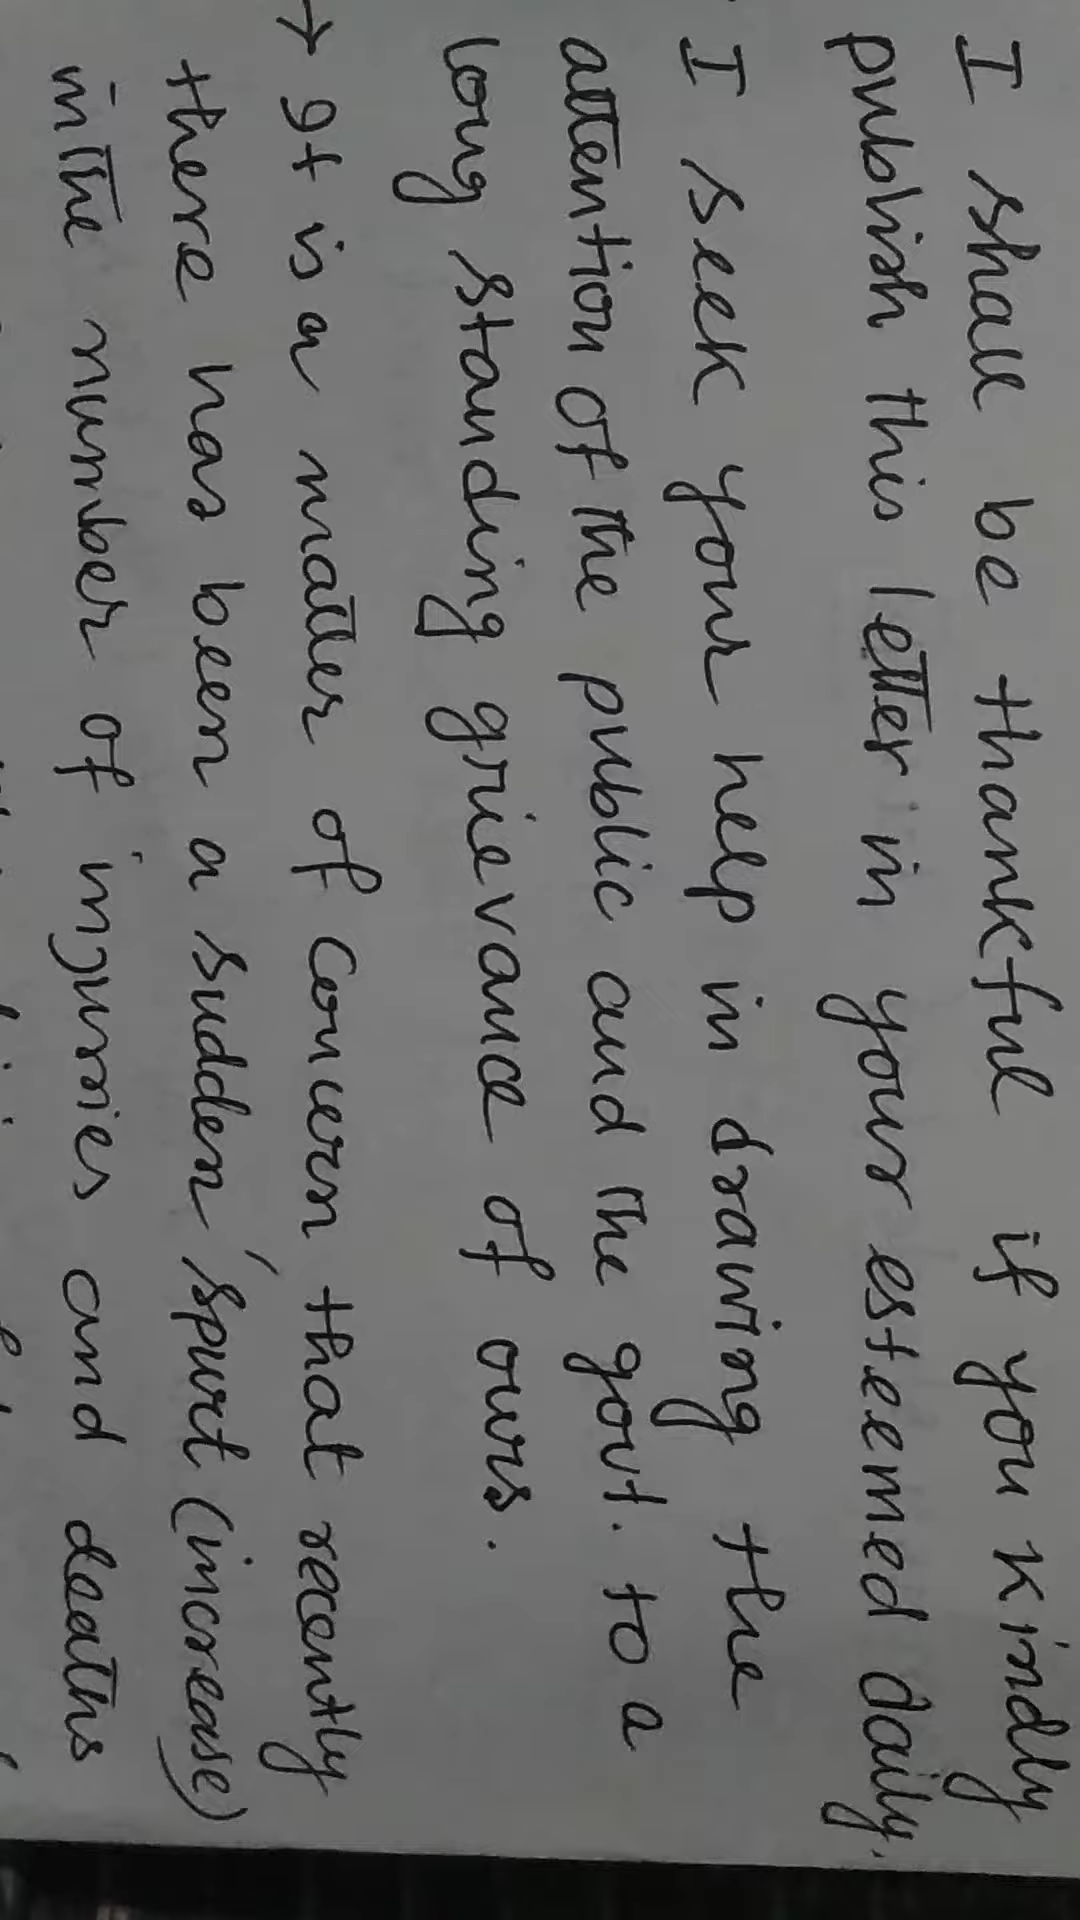 I shall be thankful if you kindly
publish this letter in your esteemed daily.
I seek your help in drawing the
attention of the public and the govt. to a
long standing grievance of ours.
→ It is a matter of concern that recently
there has been a sudden 'spurt (increase)
in the number of injuries and deaths